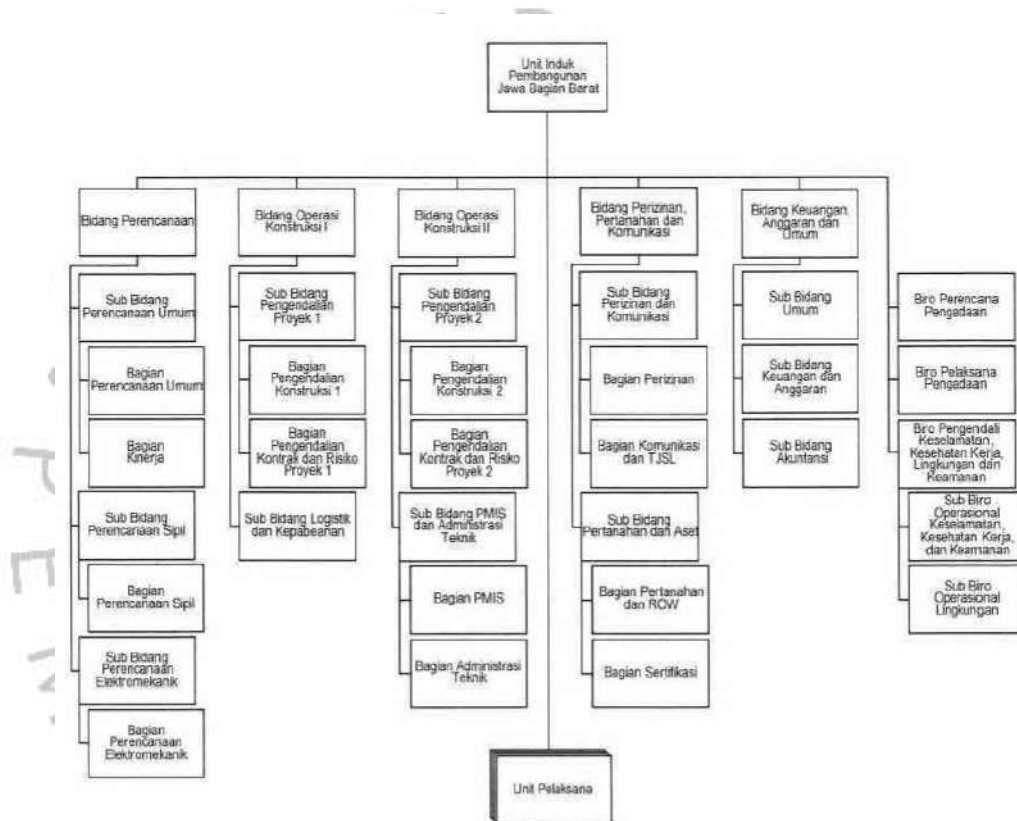 Unit Induk
Pembangunan
Jawa Bagian Barat
Bidang Perencanaan
Sub Bidang
Perencanaan Umum
Bagian
Perencanaan Umum
Bagian
Kinerja
Sub Bidang
Perencanaan Sipil
Bagian
Perencanaan Sipil
Sub Bidang
Perencanaan
Elektromekanik
Bagian
Perencanaan
Elektromekanik
Bidang Operasi
Konstruksi I
Sub Bidang
Pengendalian
Proyek 1
Bagian
Pengendalian
Konstruksi 1
Bagian
Pengendalian
Kontrak dan Risiko
Proyek 1
Sub Bidang Logistik
dan Kepabeanan
Bidang Operasi
Konstruksi II
Sub Bidang
Pengendalian
Proyek 2
Bagian
Pengendalian
Konstruksi 2
Bagian
Pengendalian
Kontrak dan Risiko
Proyek 2
Sub Bidang PMIS
dan Administrasi
Teknik
Bagian PMIS
Bagian Administrasi
Teknik
Bidang Perizinan,
Pertanahan dan
Komunikasi
Sub Bidang
Perizinan dan
Komunikasi
Bagian Perizinan
Bagian Komunikasi
dan TJSL
Sub Bidang
Pertanahan dan Aset
Bagian Pertanahan
dan ROW
Bagian Sertifikasi
Bidang Keuangan,
Anggaran dan
Umum
Sub Bidang
Umum
Sub Bidang
Keuangan dan
Anggaran
Sub Bidang
Akuntansi
Biro Perencana
Pengadaan
Biro Pelaksana
Pengadaan
Biro Pengendali
Keselamatan,
Kesehatan Kerja,
Lingkungan dan
Keamanan
Sub Biro
Operasional
Keselamatan,
Kesehatan Kerja,
dan Keamanan
Sub Biro
Operasional
Lingkungan
Unit Pelaksana